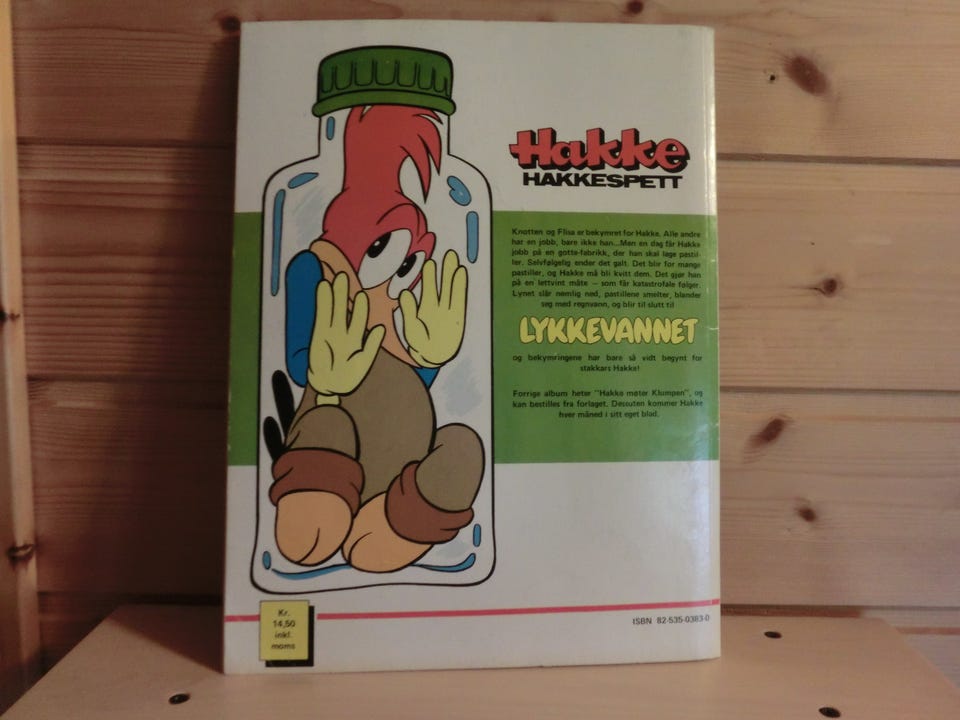 Hakke
HAKKESPETT
Knotten og Flisa er bekymret for Hakke. Alle andre
har en jobb, bare ikke han...Men en dag får Hakke
jobb på en gotte-fabrikk, der han skal lage pastil-
ler. Selvfølgelig ender det galt. Det blir for mange
pastiller, og Hakke må bli kvitt dem. Det gjør han
på en lettvint måte – som får katastrofale følger.
Lynet slår nemlig ned, pastillene smelter, blander
seg med regnvann, og blir til slutt til
LYKKEVANNET
og bekymringene har bare så vidt begynt for
stakkars Hakke!
Forrige album heter "Hakke møter Klumpen", og
kan bestilles fra forlaget. Dessuten kommer Hakke
hver måned i sitt eget blad.
Kr.
14,50
inkl.
moms
ISBN 82-535-0383-0